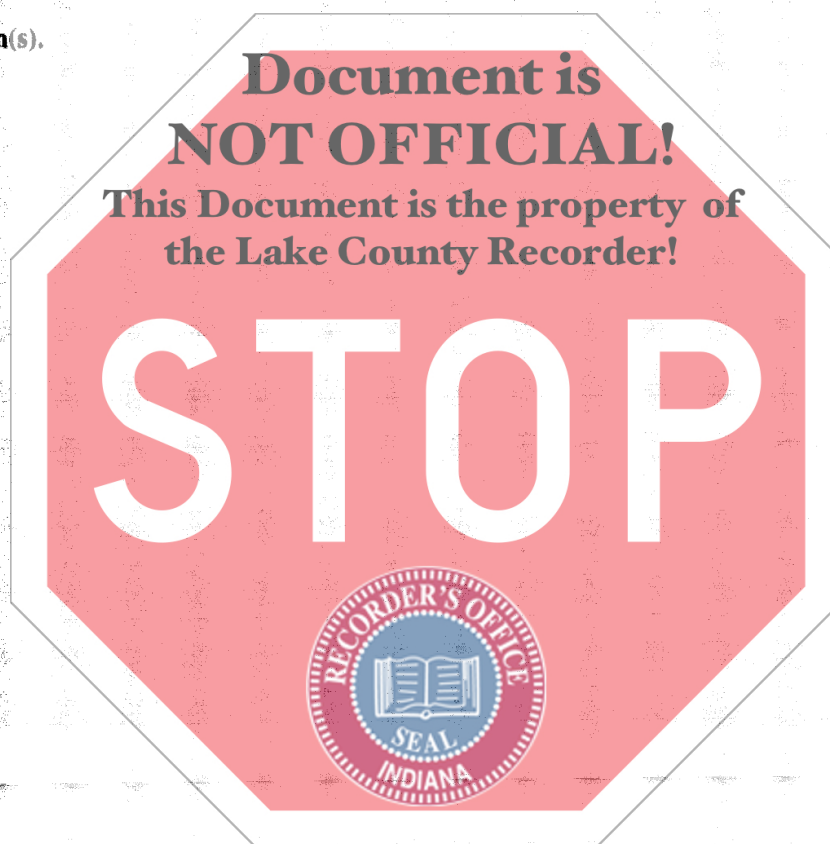 n(s).
Document is
NOT OFFICIAL!
This Document is the property of
the Lake County Recorder!
STOP
RECORDER'S OFFICE
SEAL
INDIANA